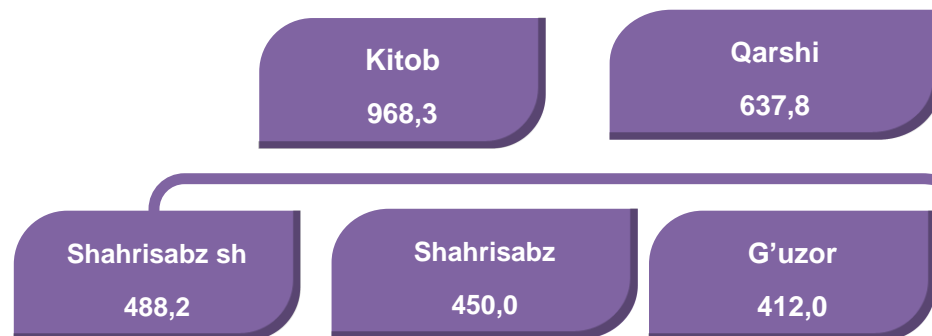 Kitob
968,3
Qarshi
637,8
Shahrisabz sh
488,2
Shahrisabz
450,0
G’uzor
412,0